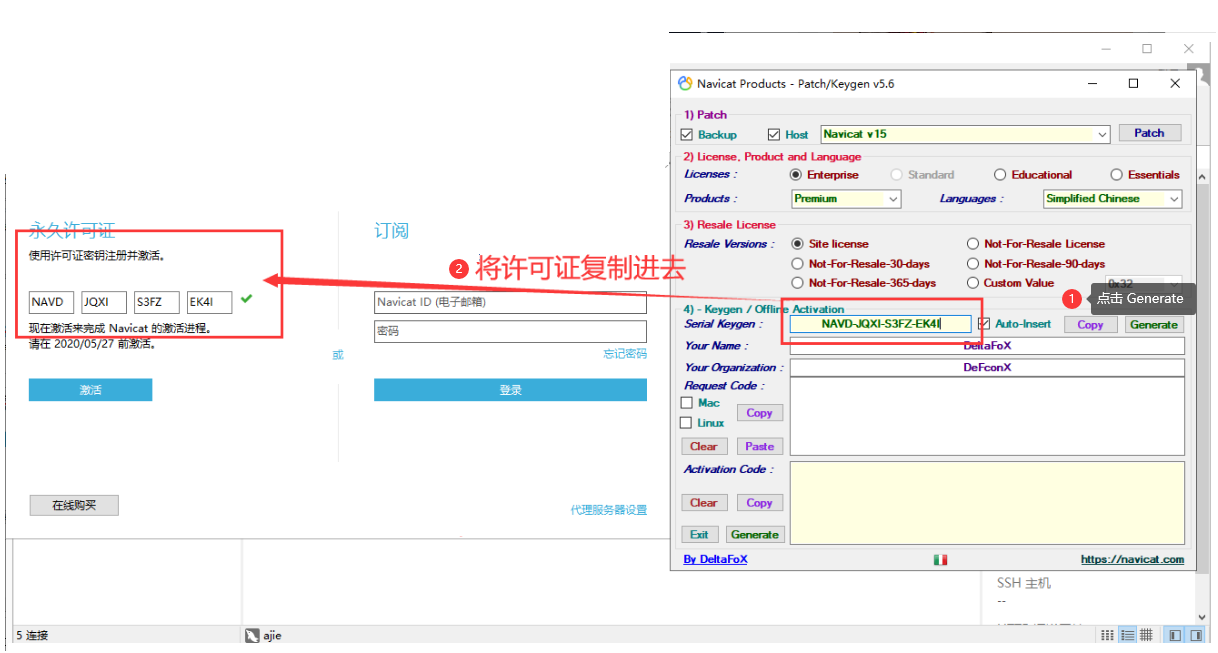 永久许可证
使用许可证密钥注册并激活。
NAVD JQXI S3FZ EK4I
现在激活来完成 Navicat 的激活进程。
请在 2020/05/27 前激活。
激活
在线购买
或
订阅
Navicat ID (电子邮箱)
密码
忘记密码
登录
代理服务器设置
2 将许可证复制进去
Navicat Products - Patch/Keygen v5.6
1) Patch
Backup Host Navicat v15 Patch
2) License, Product and Language
Licenses : Enterprise Standard Educational Essentials
Products : Premium Languages : Simplified Chinese
3) Resale License
Resale Versions : Site license Not-For-Resale License
Not-For-Resale-30-days Not-For-Resale-90-days
Not-For-Resale-365-days Custom Value 0x32
1 点击 Generate
4) - Keygen / Offline Activation
Serial Keygen : NAVD-JQXI-S3FZ-EK4I Auto-Insert Copy Generate
Your Name : DeltaFoX
Your Organization : DeFconX
Request Code :
Mac
Linux
Copy
Clear Paste
Activation Code :
Clear Copy
Exit Generate
By DeltaFoX https://navicat.com
SSH 主机
--
5 连接 ajie